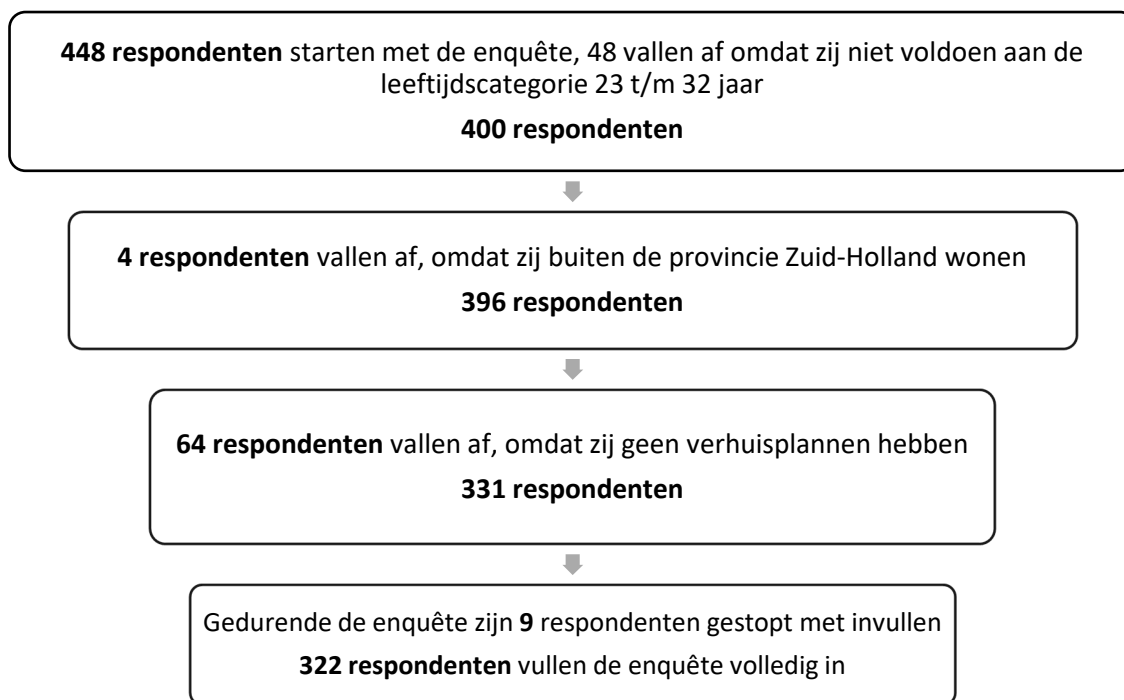 448 respondenten starten met de enquête, 48 vallen af omdat zij niet voldoen aan de
leeftijdscategorie 23 t/m 32 jaar
400 respondenten
4 respondenten vallen af, omdat zij buiten de provincie Zuid-Holland wonen
396 respondenten
64 respondenten vallen af, omdat zij geen verhuisplannen hebben
331 respondenten
Gedurende de enquête zijn 9 respondenten gestopt met invullen
322 respondenten vullen de enquête volledig in